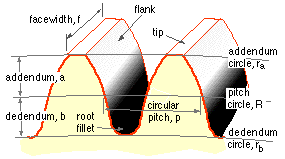 facewidth, f
flank
tip
addendum
circle, ra
addendum, a
pitch
circle, R
dedendum, b
root
fillet
circular
pitch, p
dedendum
circle, rb